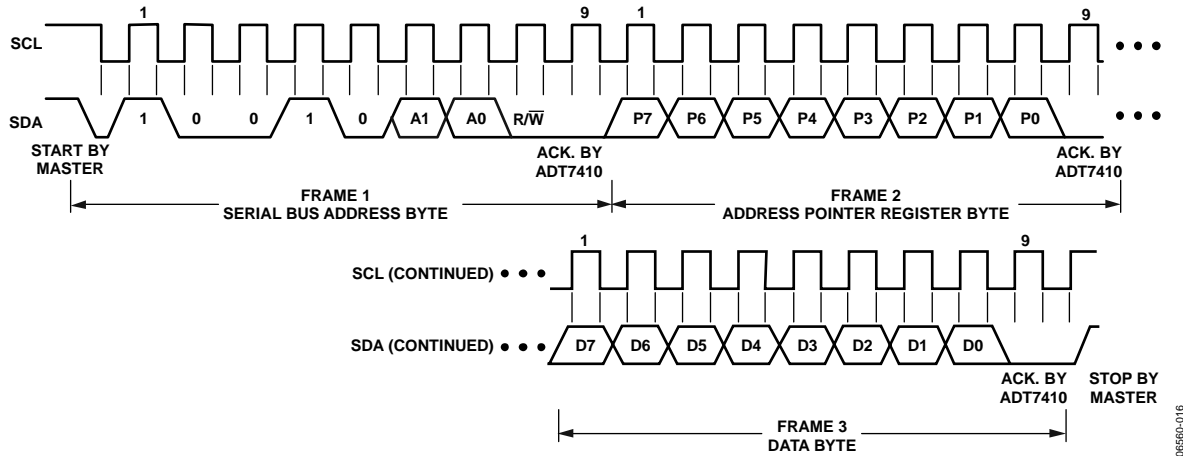 1 9 1 9
SCL
SDA 1 0 0 1 0 A1 A0 R/W̅ P7 P6 P5 P4 P3 P2 P1 P0
START BY
MASTER
ACK. BY
ADT7410
ACK. BY
ADT7410
FRAME 1
SERIAL BUS ADDRESS BYTE
FRAME 2
ADDRESS POINTER REGISTER BYTE
1 9
SCL (CONTINUED)
SDA (CONTINUED) D7 D6 D5 D4 D3 D2 D1 D0
ACK. BY
ADT7410
STOP BY
MASTER
FRAME 3
DATA BYTE
06560-016